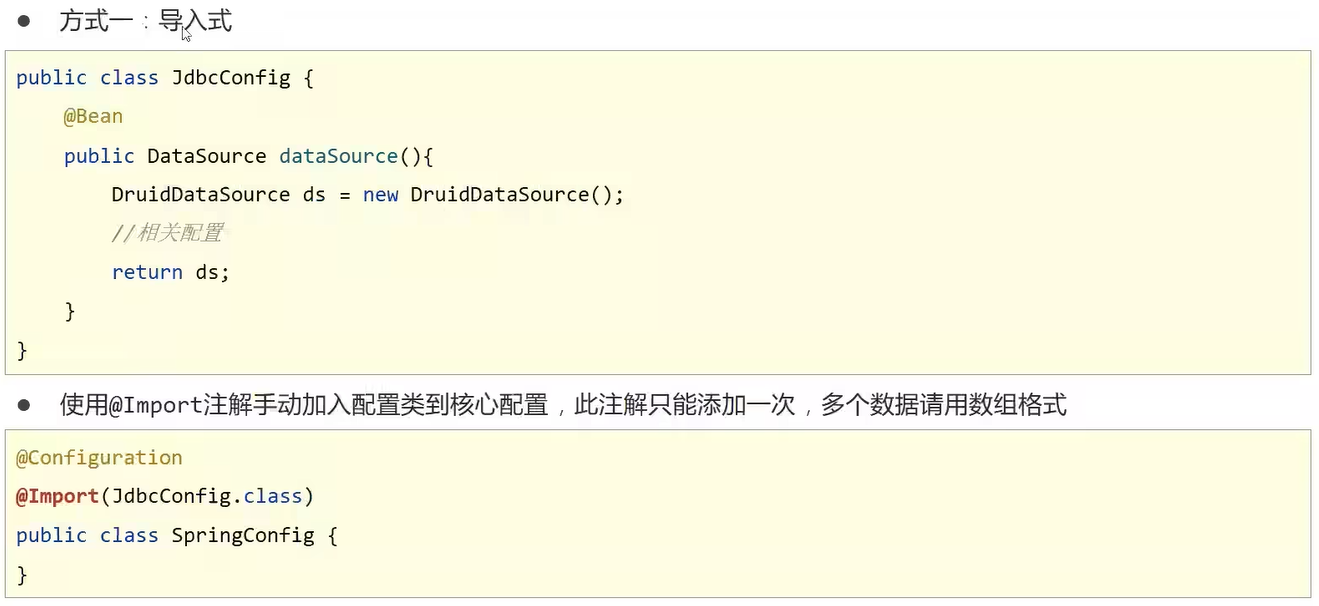 ● 方式一：导入式
public class JdbcConfig {
    @Bean
    public DataSource dataSource(){
        DruidDataSource ds = new DruidDataSource();
        //相关配置
        return ds;
    }
}
● 使用@Import注解手动加入配置类到核心配置，此注解只能添加一次，多个数据请用数组格式
@Configuration
@Import(JdbcConfig.class)
public class SpringConfig {
}